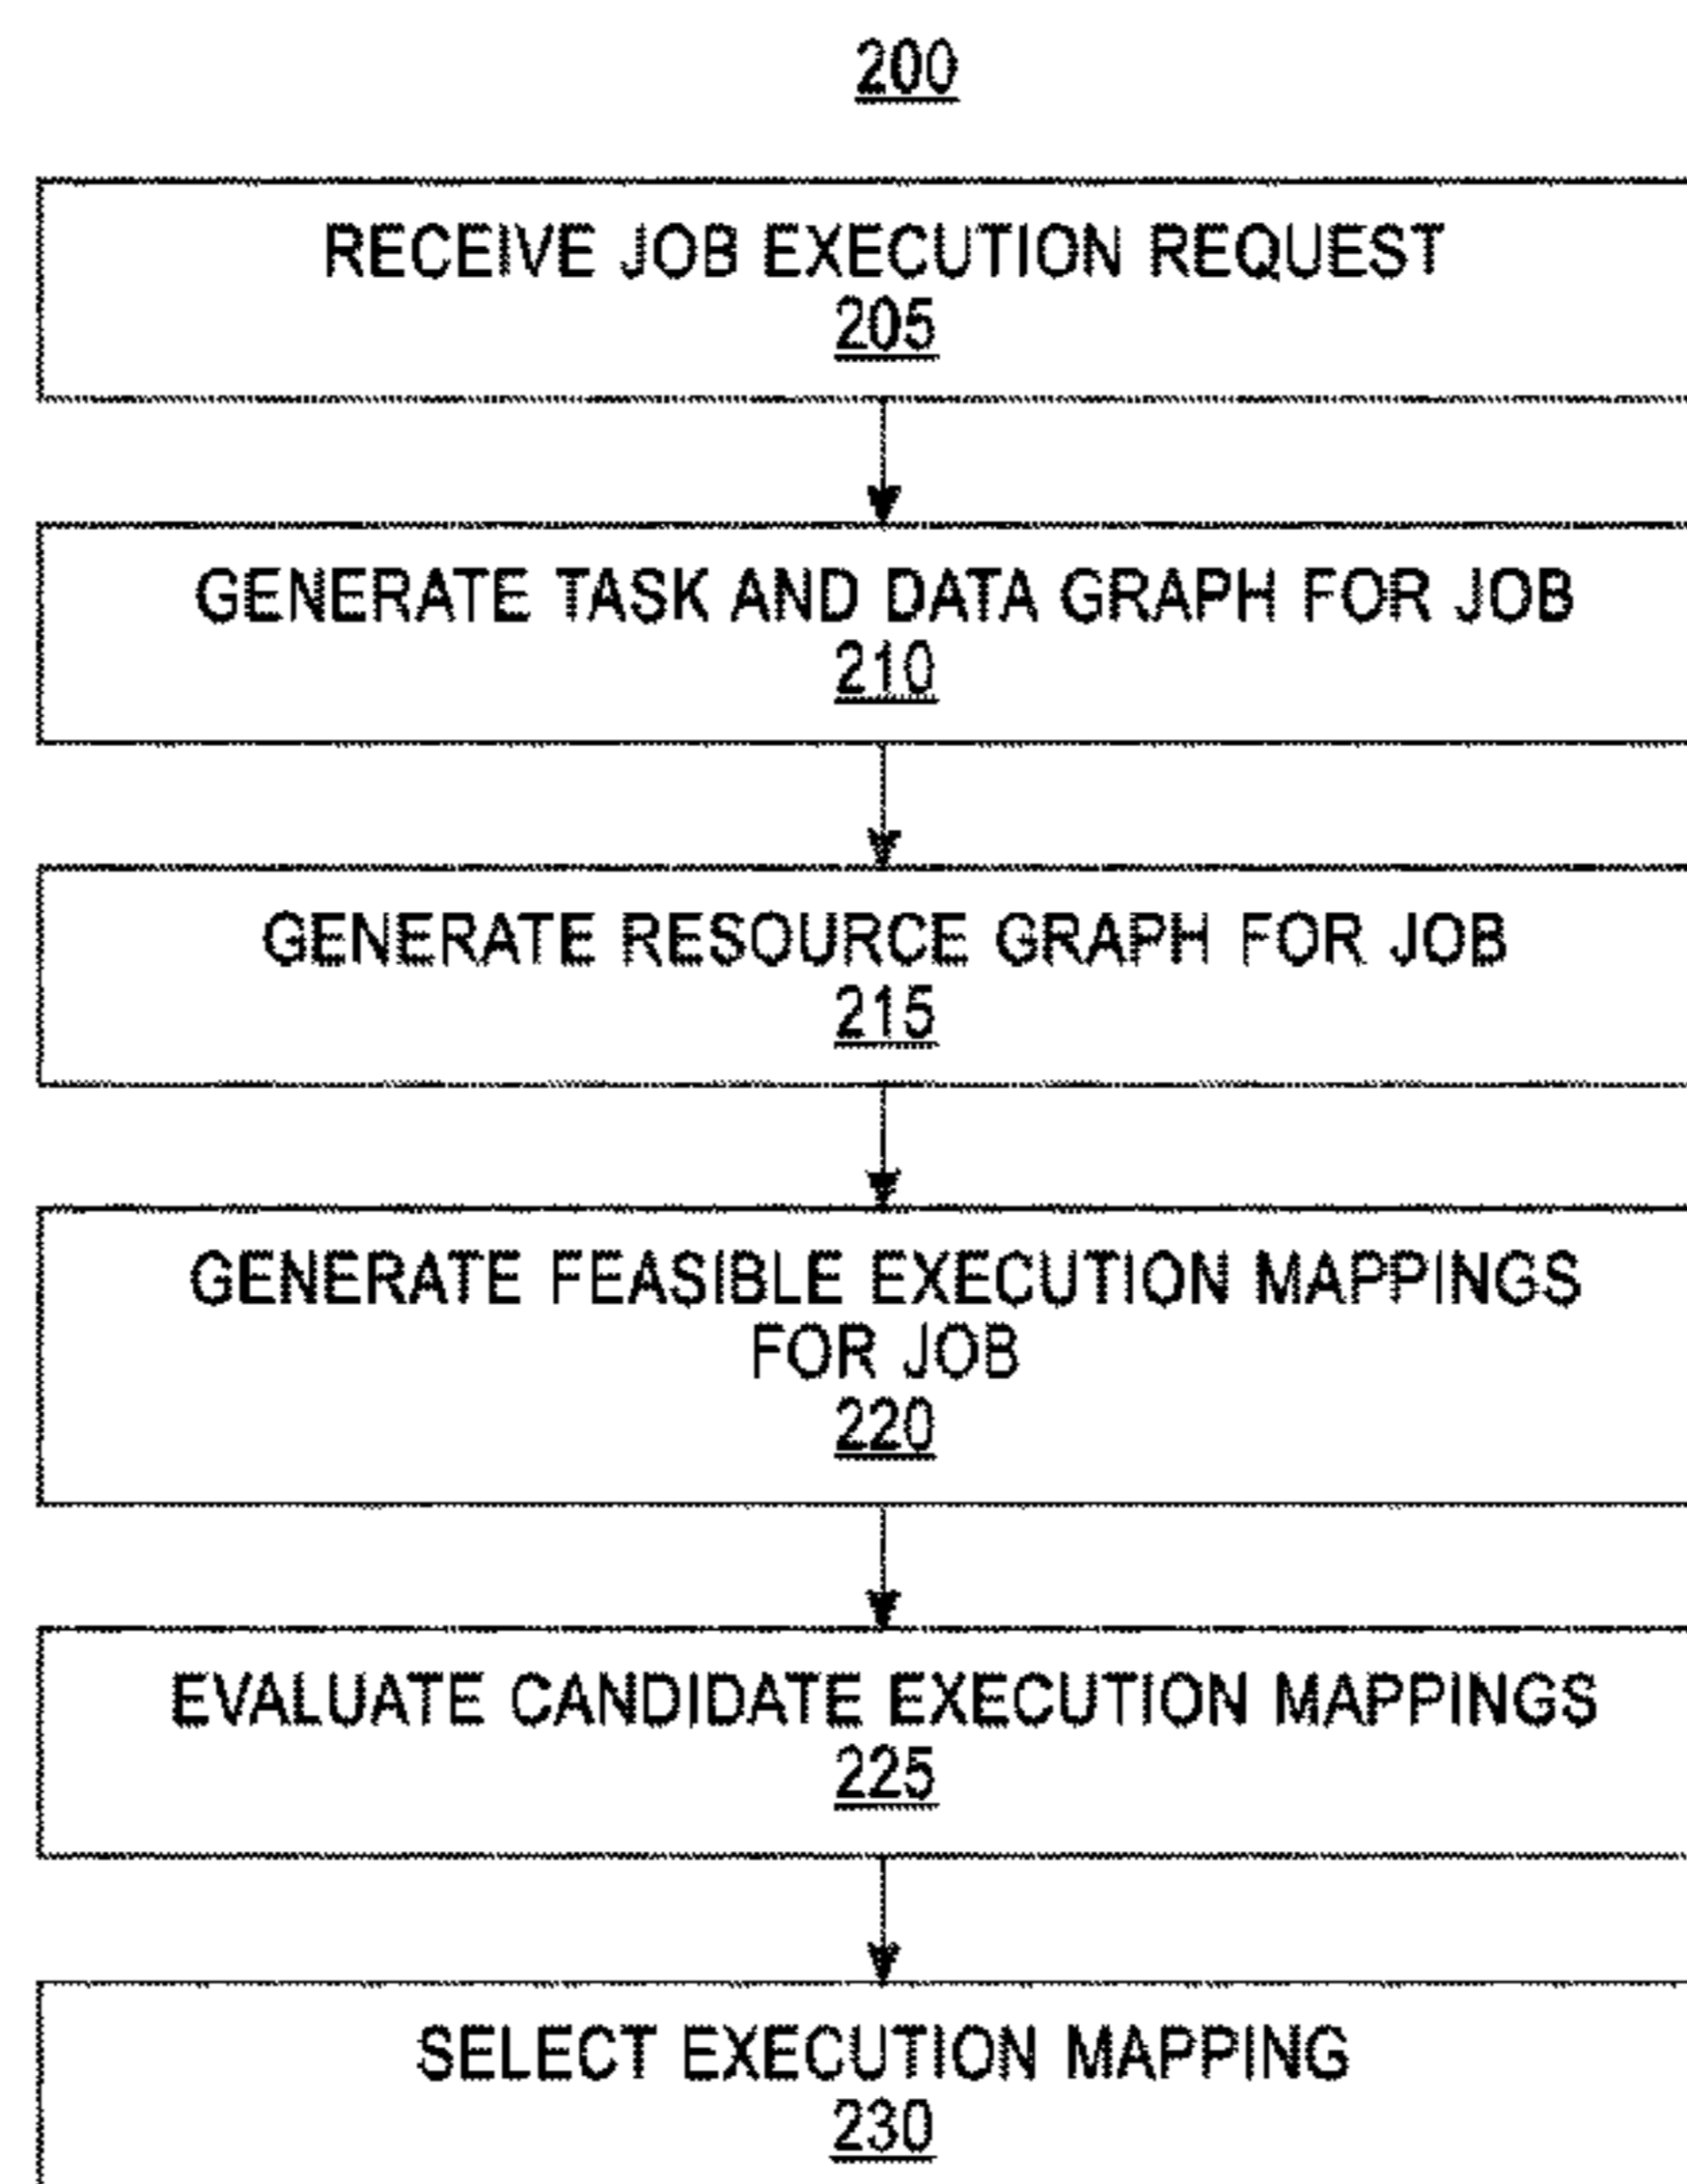 200
RECEIVE JOB EXECUTION REQUEST
205
GENERATE TASK AND DATA GRAPH FOR JOB
210
GENERATE RESOURCE GRAPH FOR JOB
215
GENERATE FEASIBLE EXECUTION MAPPINGS
FOR JOB
220
EVALUATE CANDIDATE EXECUTION MAPPINGS
225
SELECT EXECUTION MAPPING
230